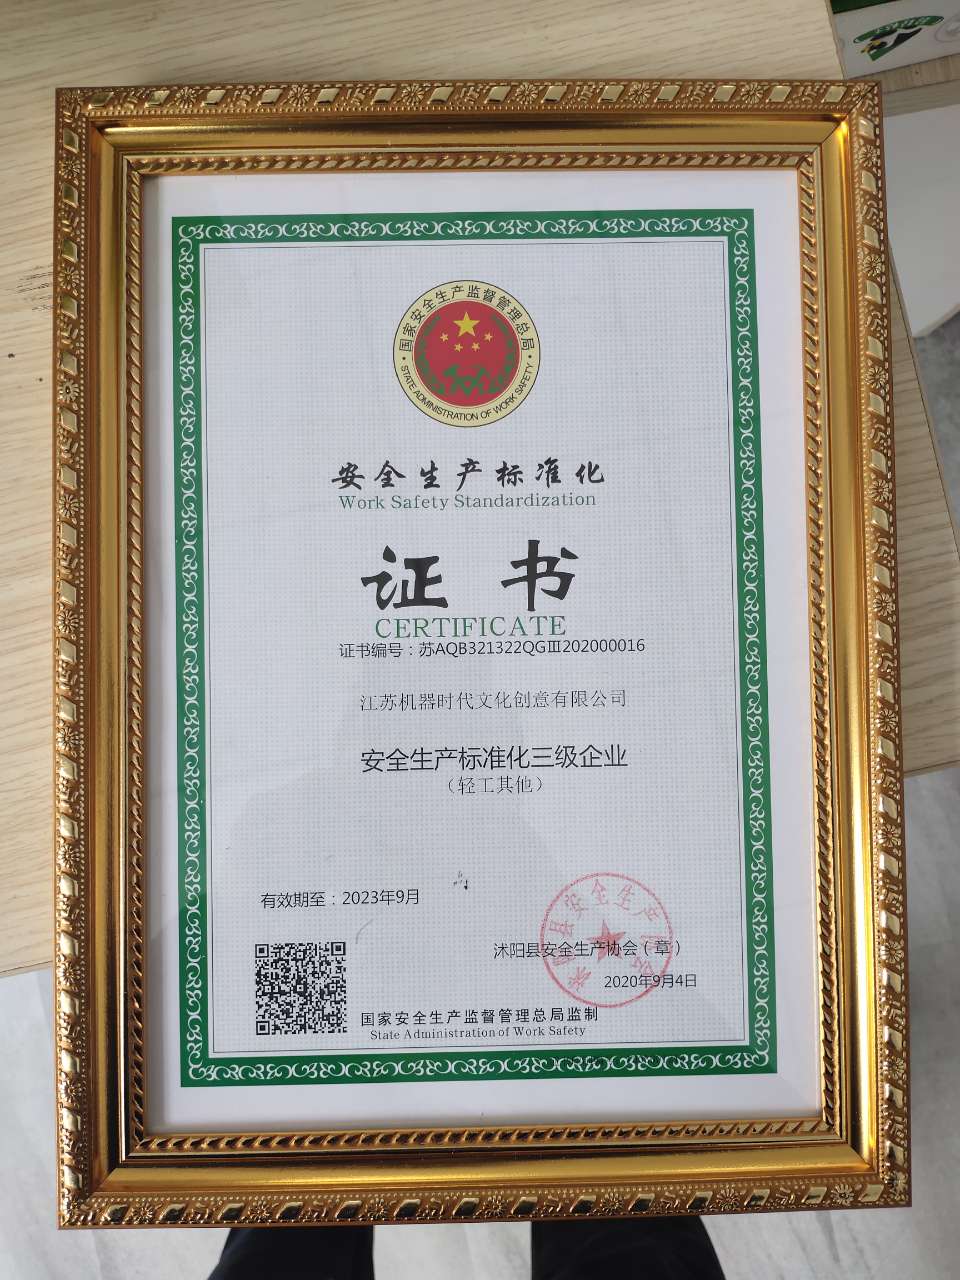 国家安全生产监督管理总局
STATE ADMINISTRATION OF WORK SAFETY
安全生产标准化
Work Safety Standardization
证书
CERTIFICATE
证书编号：苏AQB321322QGⅢ202000016
江苏机器时代文化创意有限公司
安全生产标准化三级企业
（轻工其他）
有效期至：2023年9月
沭阳县安全生产协会（章）
2020年9月4日
国家安全生产监督管理总局监制
State Administration of Work Safety